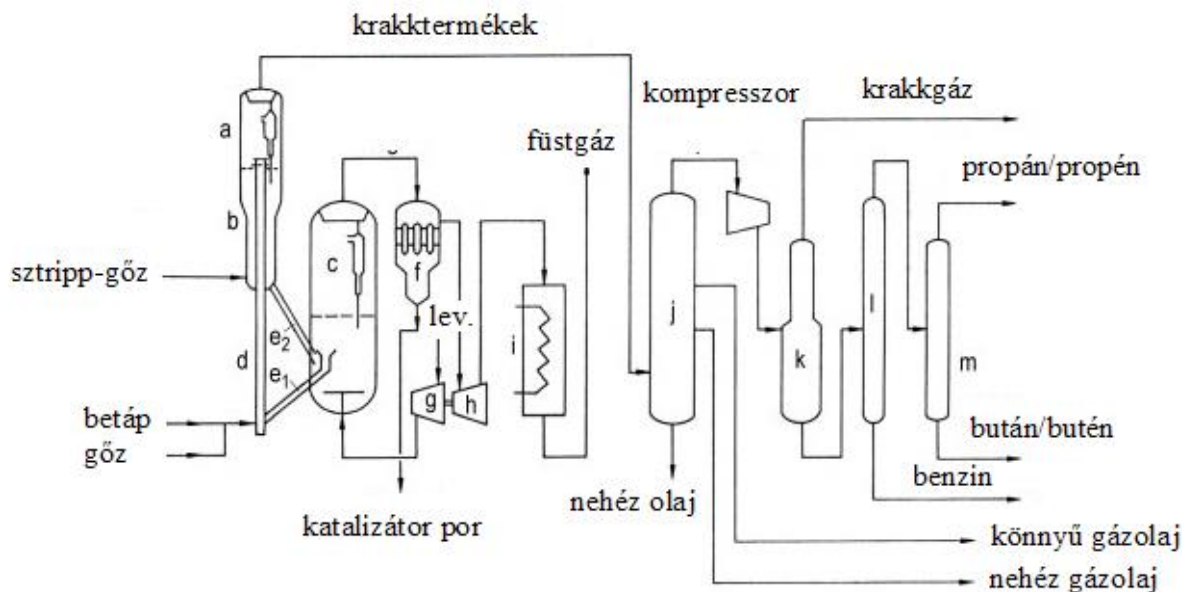 krakktermékek
kompresszor
krakkgáz
füstgáz
propán/propén
a
b
sztripp-gőz
c
f
lev.
e₂
d
e₁
g
h
i
j
k
l
m
betáp
gőz
bután/butén
benzin
nehéz olaj
katalizátor por
könnyű gázolaj
nehéz gázolaj